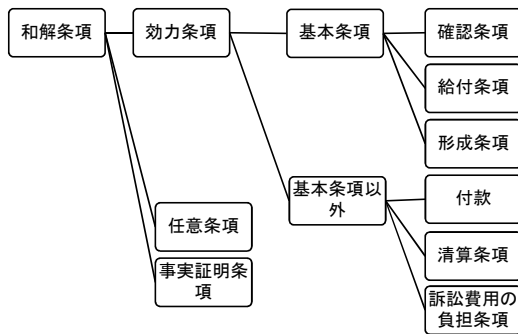 和解条項
効力条項
基本条項
確認条項
給付条項
形成条項
基本条項以
外
付款
任意条項
清算条項
事実証明条
項
訴訟費用の
負担条項